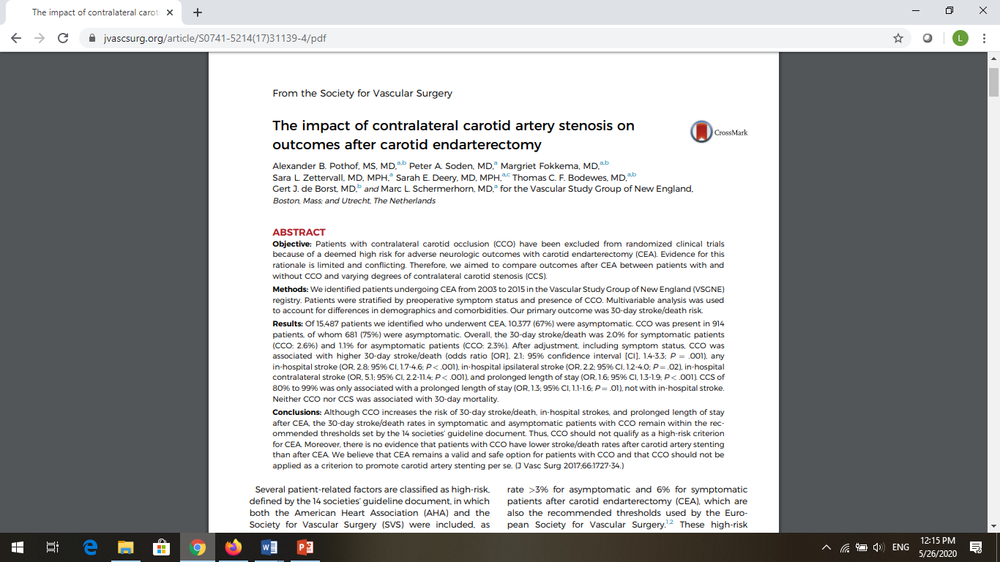 The impact of contralateral carot
jvascsurg.org/article/S0741-5214(17)31139-4/pdf
L
From the Society for Vascular Surgery
The impact of contralateral carotid artery stenosis on
outcomes after carotid endarterectomy
CrossMark
Alexander B. Pothof, MS, MD,a,b Peter A. Soden, MD,a Margriet Fokkema, MD,a,b
Sara L. Zettervall, MD, MPH,a Sarah E. Deery, MD, MPH,a,c Thomas C. F. Bodewes, MD,a,b
Gert J. de Borst, MD,b and Marc L. Schermerhorn, MD,a for the Vascular Study Group of New England,
Boston, Mass; and Utrecht, The Netherlands
ABSTRACT
Objective: Patients with contralateral carotid occlusion (CCO) have been excluded from randomized clinical trials
because of a deemed high risk for adverse neurologic outcomes with carotid endarterectomy (CEA). Evidence for this
rationale is limited and conflicting. Therefore, we aimed to compare outcomes after CEA between patients with and
without CCO and varying degrees of contralateral carotid stenosis (CCS).
Methods: We identified patients undergoing CEA from 2003 to 2015 in the Vascular Study Group of New England (VSGNE)
registry. Patients were stratified by preoperative symptom status and presence of CCO. Multivariable analysis was used
to account for differences in demographics and comorbidities. Our primary outcome was 30-day stroke/death risk.
Results: Of 15,487 patients we identified who underwent CEA, 10,377 (67%) were asymptomatic. CCO was present in 914
patients, of whom 681 (75%) were asymptomatic. Overall, the 30-day stroke/death was 2.0% for symptomatic patients
(CCO: 2.6%) and 1.1% for asymptomatic patients (CCO: 2.3%). After adjustment, including symptom status, CCO was
associated with higher 30-day stroke/death (odds ratio [OR], 2.1; 95% confidence interval [CI], 1.4-3.3; P = .001), any
in-hospital stroke (OR, 2.8; 95% CI, 1.7-4.6; P < .001), in-hospital ipsilateral stroke (OR, 2.2; 95% CI, 1.2-4.0; P = .02), in-hospital
contralateral stroke (OR, 5.1; 95% CI, 2.2-11.4; P < .001), and prolonged length of stay (OR, 1.6; 95% CI, 1.3-1.9; P < .001). CCS of
80% to 99% was only associated with a prolonged length of stay (OR, 1.3; 95% CI, 1.1-1.6; P = .01), not with in-hospital stroke.
Neither CCO nor CCS was associated with 30-day mortality.
Conclusions: Although CCO increases the risk of 30-day stroke/death, in-hospital strokes, and prolonged length of stay
after CEA, the 30-day stroke/death rates in symptomatic and asymptomatic patients with CCO remain within the rec-
ommended thresholds set by the 14 societies' guideline document. Thus, CCO should not qualify as a high-risk criterion
for CEA. Moreover, there is no evidence that patients with CCO have lower stroke/death rates after carotid artery stenting
than after CEA. We believe that CEA remains a valid and safe option for patients with CCO and that CCO should not be
applied as a criterion to promote carotid artery stenting per se. (J Vasc Surg 2017;66:1727-34.)
Several patient-related factors are classified as high-risk,
defined by the 14 societies' guideline document, in which
both the American Heart Association (AHA) and the
Society for Vascular Surgery (SVS) were included, as
rate >3% for asymptomatic and 6% for symptomatic
patients after carotid endarterectomy (CEA), which are
also the recommended thresholds used by the Euro-
pean Society for Vascular Surgery.1,2 These high-risk
ENG
12:15 PM
5/26/2020